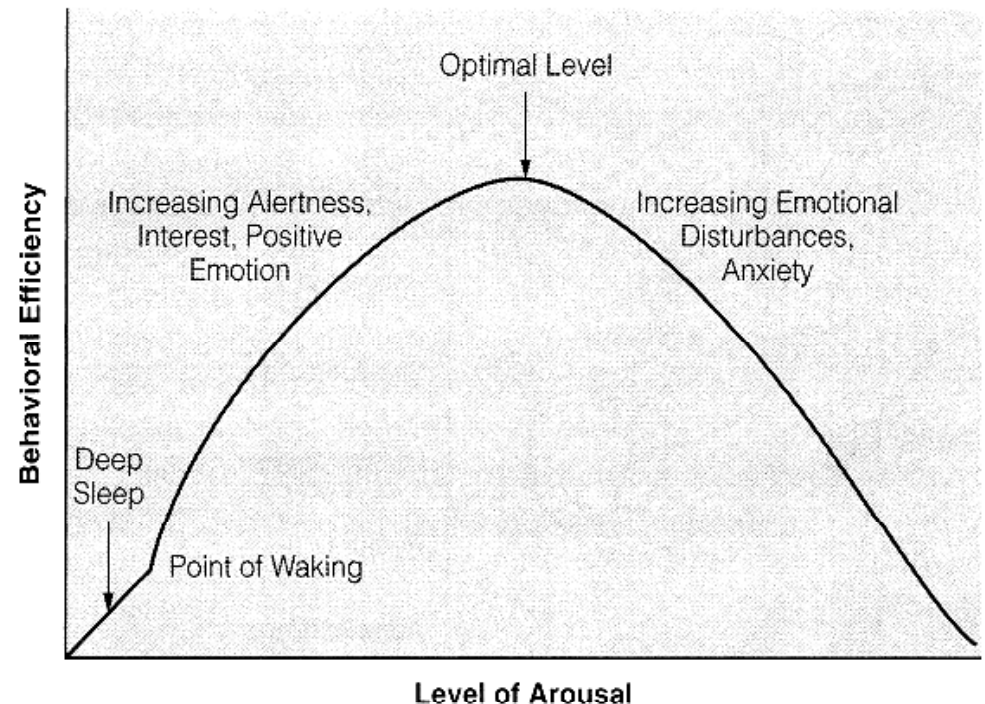 Optimal Level
Increasing Alertness,
Interest, Positive
Emotion
Increasing Emotional
Disturbances,
Anxiety
Behavioral Efficiency
Deep
Sleep
Point of Waking
Level of Arousal